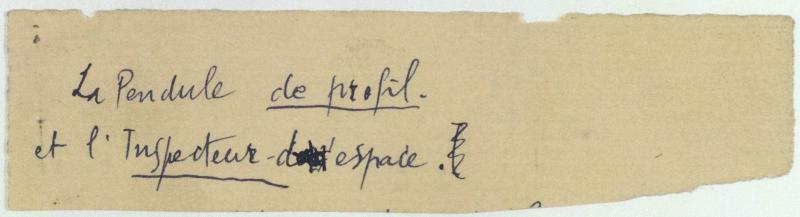 La Pendule de profil.
et l'Inspecteur d'espace.